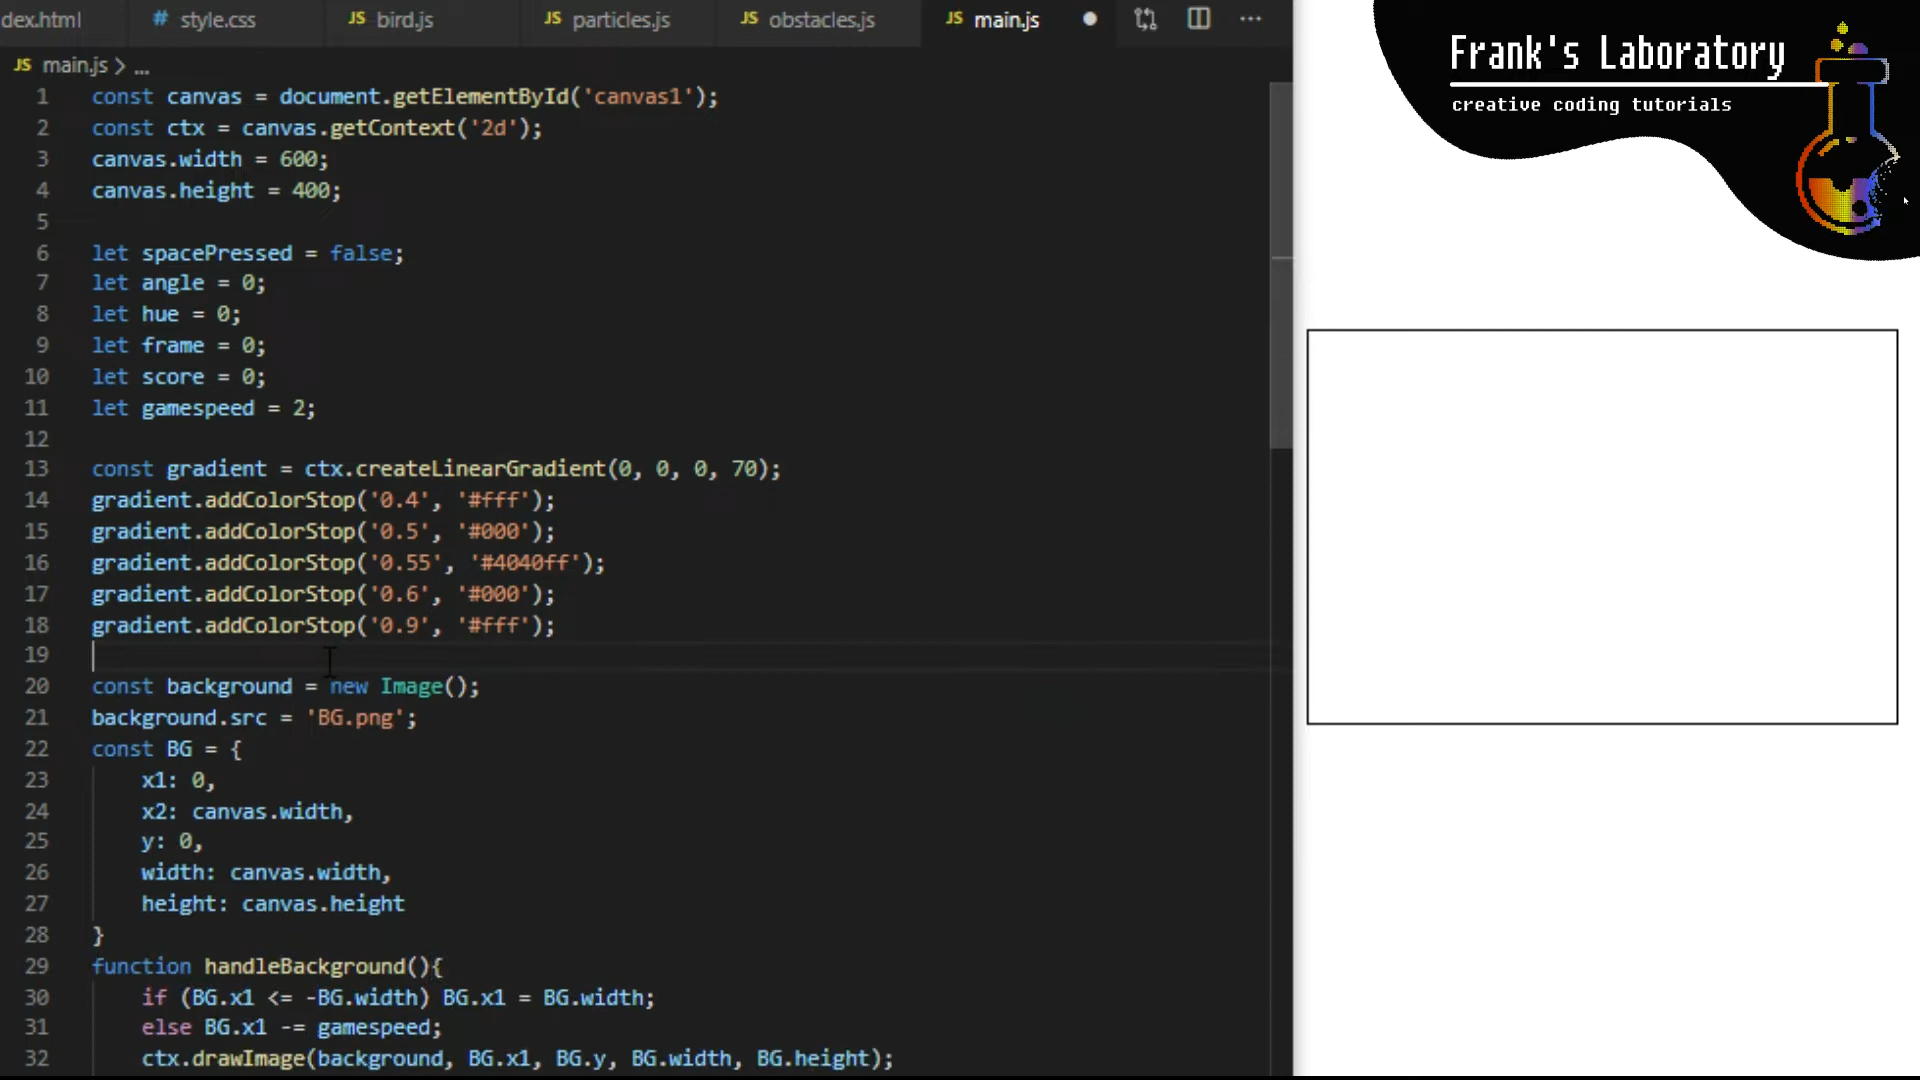 dex.html
# style.css
JS bird.js
JS particles.js
JS obstacles.js
JS main.js
JS main.js > ...
1 const canvas = document.getElementById('canvas1');
2 const ctx = canvas.getContext('2d');
3 canvas.width = 600;
4 canvas.height = 400;
5
6 let spacePressed = false;
7 let angle = 0;
8 let hue = 0;
9 let frame = 0;
10 let score = 0;
11 let gamespeed = 2;
12
13 const gradient = ctx.createLinearGradient(0, 0, 0, 70);
14 gradient.addColorStop('0.4', '#fff');
15 gradient.addColorStop('0.5', '#000');
16 gradient.addColorStop('0.55', '#4040ff');
17 gradient.addColorStop('0.6', '#000');
18 gradient.addColorStop('0.9', '#fff');
19
20 const background = new Image();
21 background.src = 'BG.png';
22 const BG = {
23 x1: 0,
24 x2: canvas.width,
25 y: 0,
26 width: canvas.width,
27 height: canvas.height
28 }
29 function handleBackground(){
30 if (BG.x1 <= -BG.width) BG.x1 = BG.width;
31 else BG.x1 -= gamespeed;
32 ctx.drawImage(background, BG.x1, BG.y, BG.width, BG.height);
Frank's Laboratory
creative coding tutorials